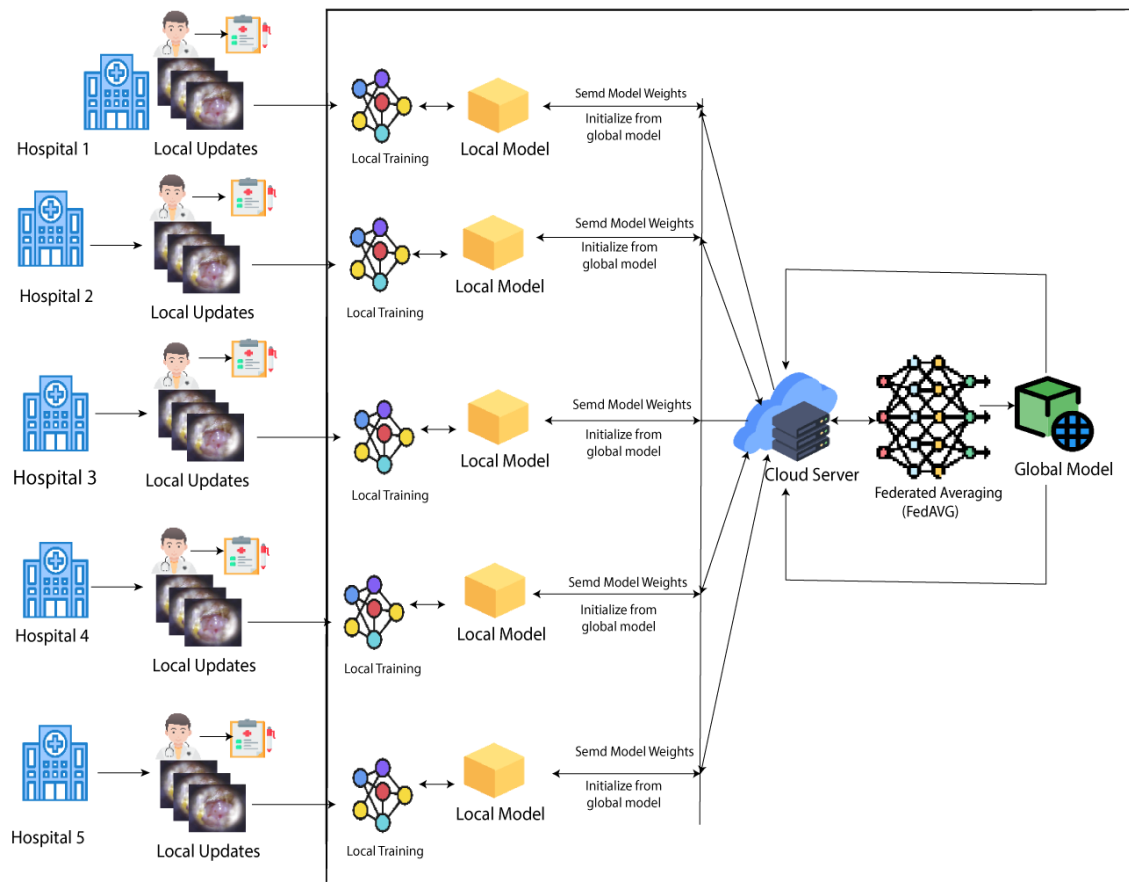 Hospital 1
Local Updates
Local Training
Local Model
Semd Model Weights
Initialize from
global model
Hospital 2
Local Updates
Local Training
Local Model
Semd Model Weights
Initialize from
global model
Hospital 3
Local Updates
Local Training
Local Model
Semd Model Weights
Initialize from
global model
Hospital 4
Local Updates
Local Training
Local Model
Semd Model Weights
Initialize from
global model
Hospital 5
Local Updates
Local Training
Local Model
Semd Model Weights
Initialize from
global model
Cloud Server
Federated Averaging
(FedAVG)
Global Model